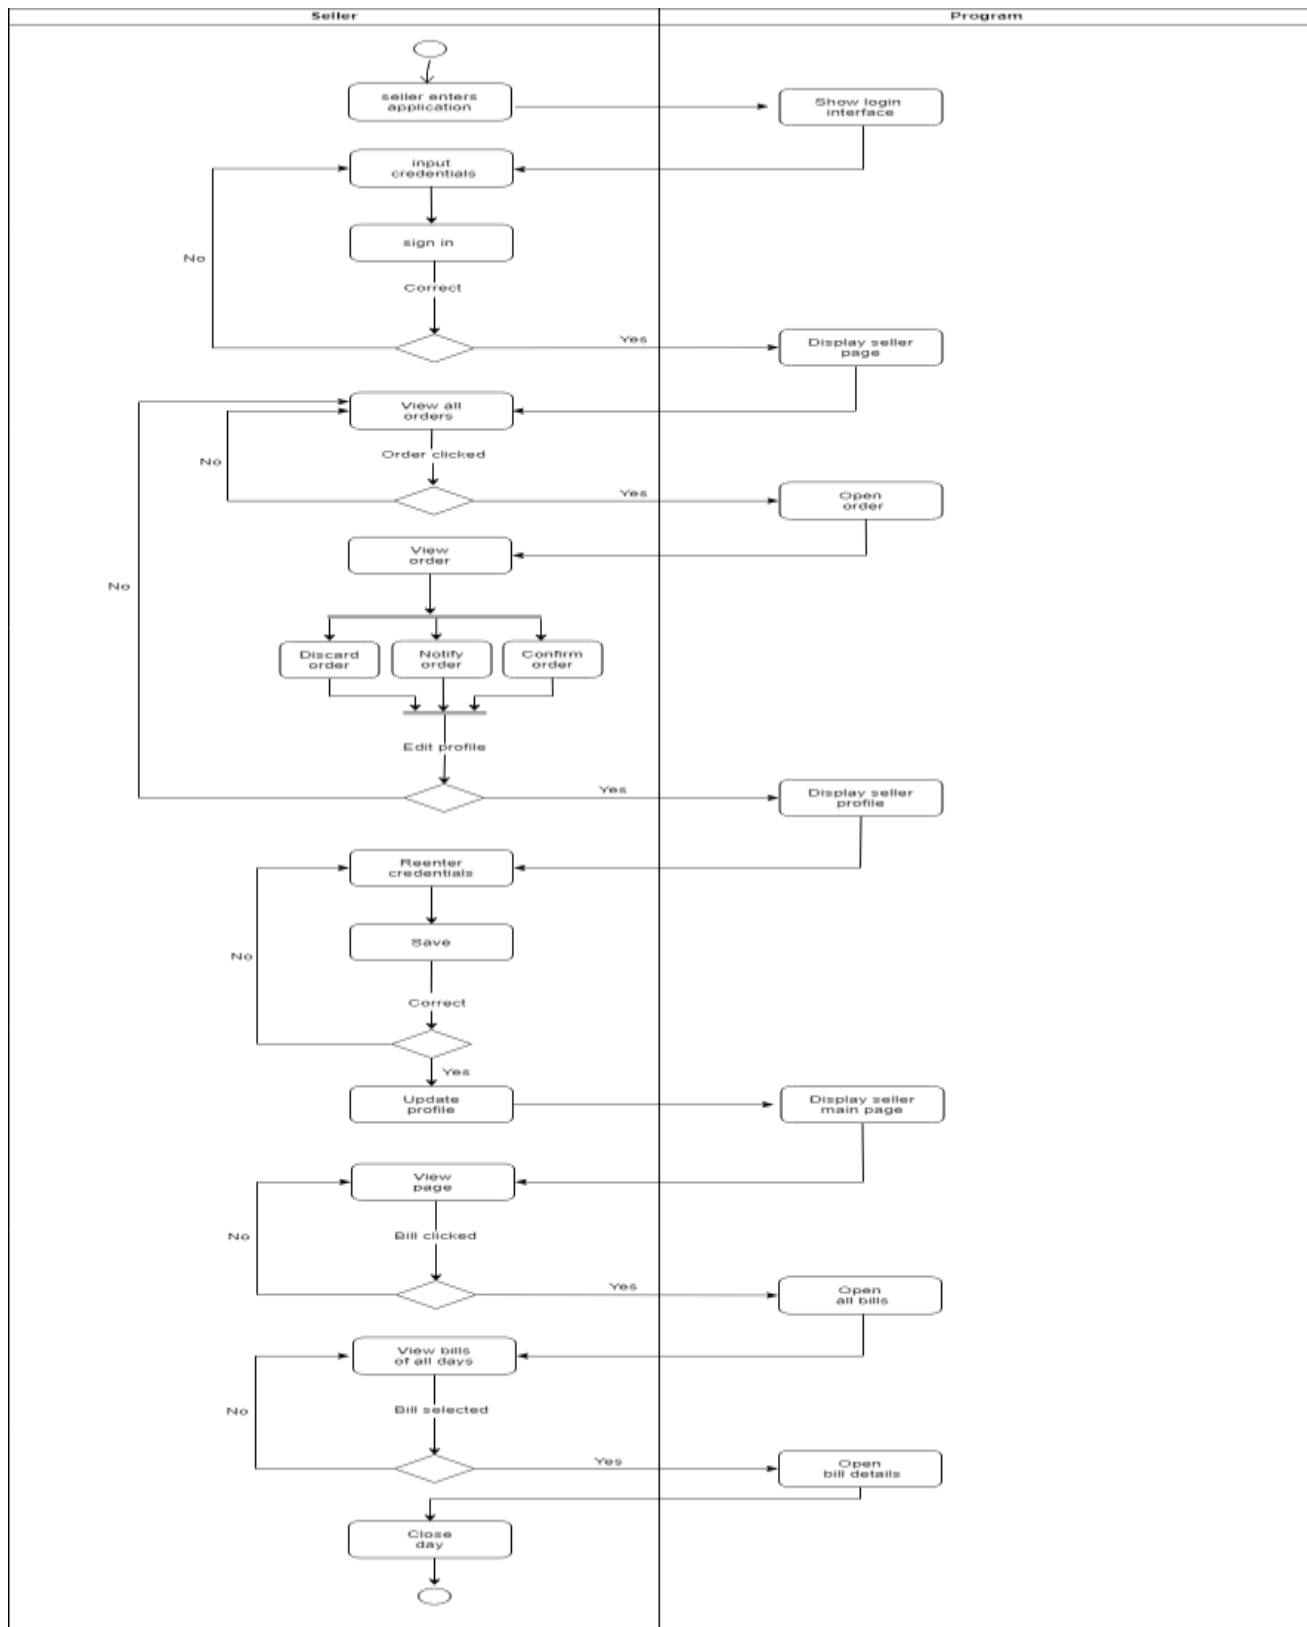 Seller
Program
seller enters
application
Show login
interface
input
credentials
sign in
No
Correct
Yes
Display seller
page
View all
orders
Order clicked
No
Yes
Open
order
View
order
No
Discard
order
Notify
order
Confirm
order
Edit profile
Yes
Display seller
profile
Reenter
credentials
Save
No
Correct
Yes
Update
profile
Display seller
main page
View
page
Bill clicked
No
Yes
Open
all bills
View bills
of all days
Bill selected
No
Yes
Open
bill details
Close
day